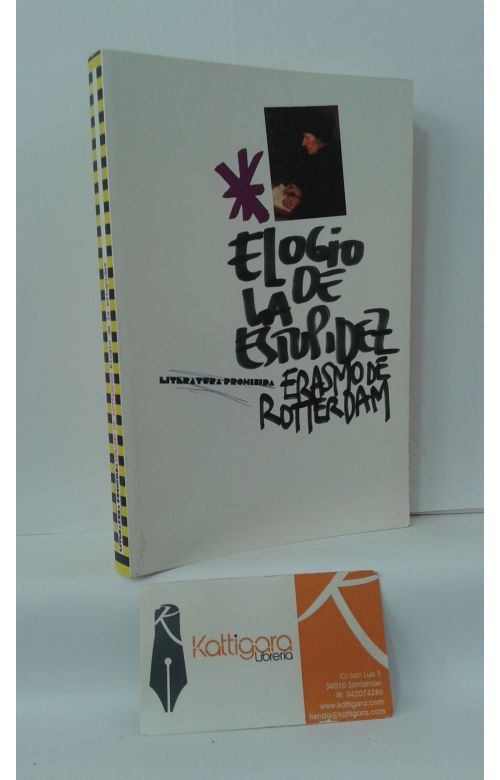 ELOGIO
DE
LA
ESTUPIDEZ
LITERATURA PROHIBIDA
ERASMO DE
ROTTERDAM
Kattigara
Librería
C/ San Luis 5
39010 Santander
tlf. 942074286
www.kattigara.com
tienda@kattigara.com